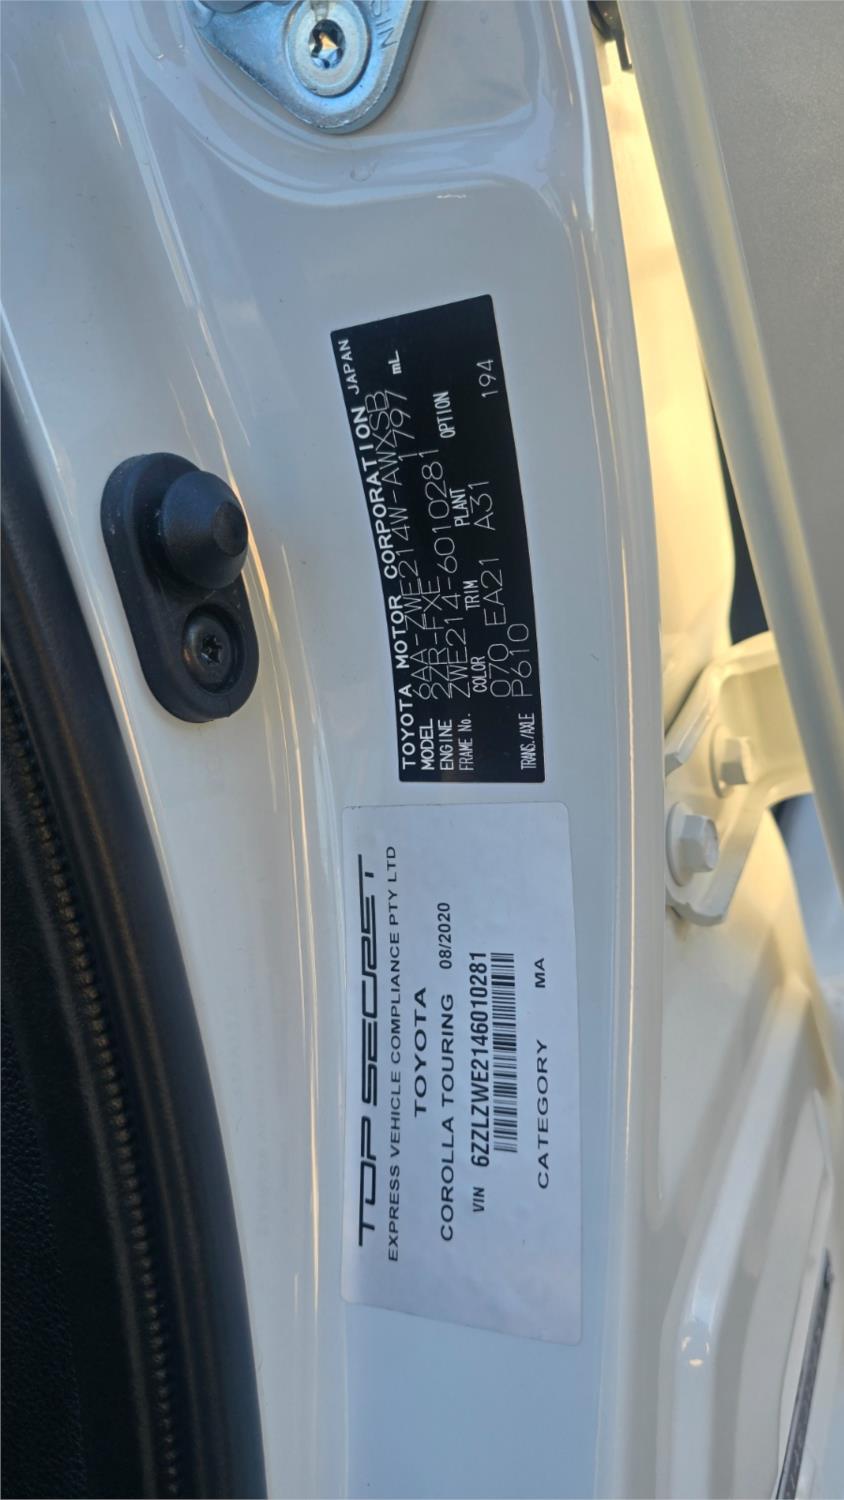 NIS
TOYOTA MOTOR CORPORATION JAPAN
MODEL 6AA-ZWE214W-AWXSB
ENGINE 2ZR-FXE 1797 mL
FRAME No. ZWE214-6010281
COLOR TRIM PLANT OPTION
070 EA21 A31 194
TRANS./AXLE P610
TOP SECRET
EXPRESS VEHICLE COMPLIANCE PTY LTD
TOYOTA
COROLLA TOURING 08/2020
VIN 6ZZLZWE2146010281
CATEGORY MA